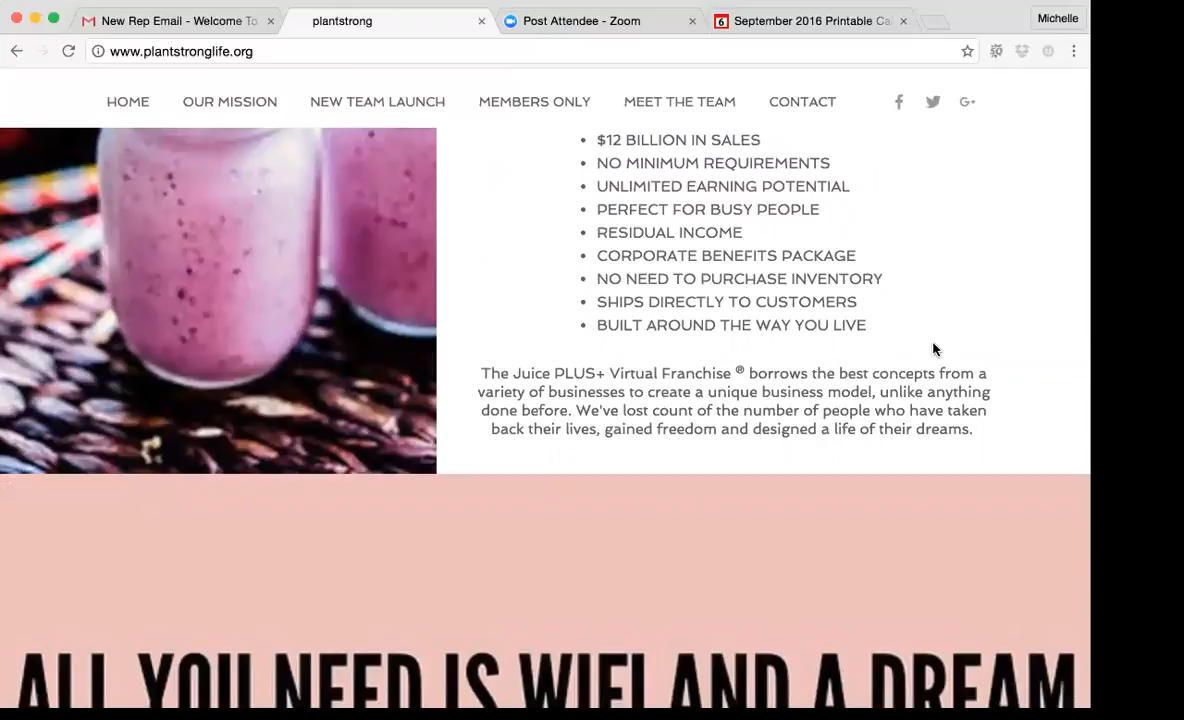 New Rep Email - Welcome To
plantstrong
Post Attendee - Zoom
6
September 2016 Printable Cal
Michelle
www.plantstronglife.org
HOME
OUR MISSION
NEW TEAM LAUNCH
MEMBERS ONLY
MEET THE TEAM
CONTACT
• $12 BILLION IN SALES
• NO MINIMUM REQUIREMENTS
• UNLIMITED EARNING POTENTIAL
• PERFECT FOR BUSY PEOPLE
• RESIDUAL INCOME
• CORPORATE BENEFITS PACKAGE
• NO NEED TO PURCHASE INVENTORY
• SHIPS DIRECTLY TO CUSTOMERS
• BUILT AROUND THE WAY YOU LIVE
The Juice PLUS+ Virtual Franchise ® borrows the best concepts from a
variety of businesses to create a unique business model, unlike anything
done before. We've lost count of the number of people who have taken
back their lives, gained freedom and designed a life of their dreams.
ALL YOU NEED IS WIFI AND A DREAM